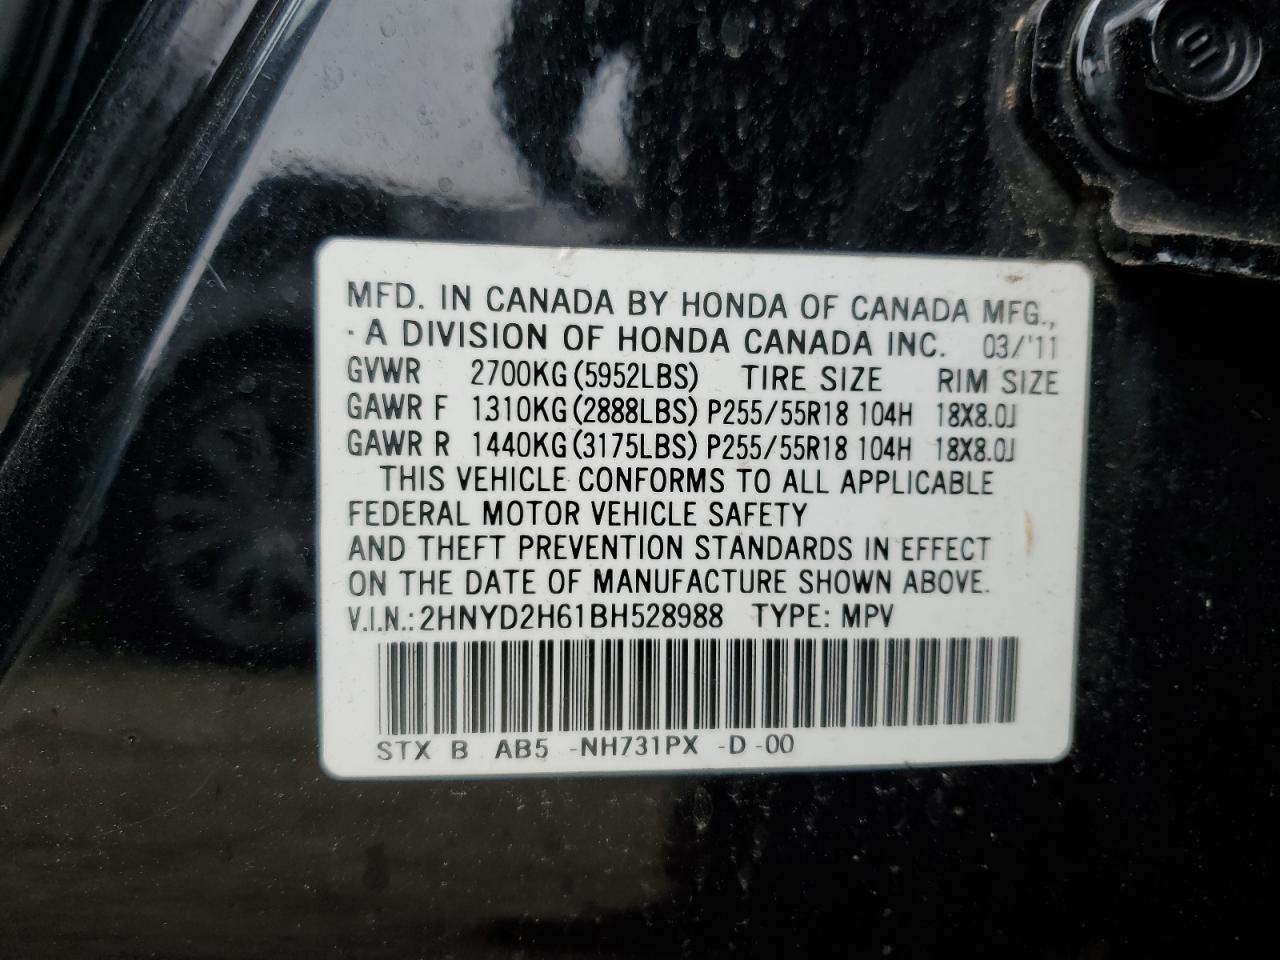 MFD. IN CANADA BY HONDA OF CANADA MFG.,
· A DIVISION OF HONDA CANADA INC. 03/'11
GVWR 2700KG (5952LBS) TIRE SIZE RIM SIZE
GAWR F 1310KG (2888LBS) P255/55R18 104H 18X8.0J
GAWR R 1440KG (3175LBS) P255/55R18 104H 18X8.0J
THIS VEHICLE CONFORMS TO ALL APPLICABLE
FEDERAL MOTOR VEHICLE SAFETY
AND THEFT PREVENTION STANDARDS IN EFFECT
ON THE DATE OF MANUFACTURE SHOWN ABOVE.
V.I.N.: 2HNYD2H61BH528988 TYPE: MPV
STX B AB5 -NH731PX -D -00